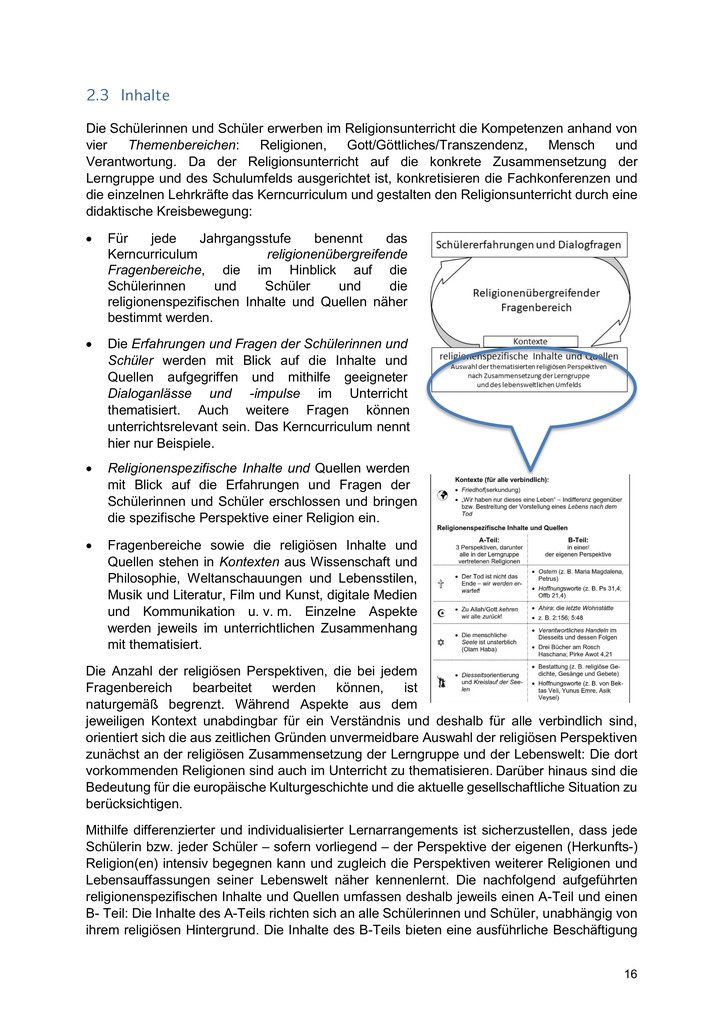 2.3 Inhalte
Die Schülerinnen und Schüler erwerben im Religionsunterricht die Kompetenzen anhand von
vier Themenbereichen: Religionen, Gott/Göttliches/Transzendenz, Mensch und
Verantwortung. Da der Religionsunterricht auf die konkrete Zusammensetzung der
Lerngruppe und des Schulumfelds ausgerichtet ist, konkretisieren die Fachkonferenzen und
die einzelnen Lehrkräfte das Kerncurriculum und gestalten den Religionsunterricht durch eine
didaktische Kreisbewegung:
• Für jede Jahrgangsstufe benennt das
Kerncurriculum religionenübergreifende
Fragenbereiche, die im Hinblick auf die
Schülerinnen und Schüler und die
religionenspezifischen Inhalte und Quellen näher
bestimmt werden.
• Die Erfahrungen und Fragen der Schülerinnen und
Schüler werden mit Blick auf die Inhalte und
Quellen aufgegriffen und mithilfe geeigneter
Dialoganlässe und -impulse im Unterricht
thematisiert. Auch weitere Fragen können
unterrichtsrelevant sein. Das Kerncurriculum nennt
hier nur Beispiele.
• Religionenspezifische Inhalte und Quellen werden
mit Blick auf die Erfahrungen und Fragen der
Schülerinnen und Schüler erschlossen und bringen
die spezifische Perspektive einer Religion ein.
• Fragenbereiche sowie die religiösen Inhalte und
Quellen stehen in Kontexten aus Wissenschaft und
Philosophie, Weltanschauungen und Lebensstilen,
Musik und Literatur, Film und Kunst, digitale Medien
und Kommunikation u. v. m. Einzelne Aspekte
werden jeweils im unterrichtlichen Zusammenhang
mit thematisiert.
Schülererfahrungen und Dialogfragen
Religionenübergreifender
Fragenbereich
Kontexte
religionenspezifische Inhalte und Quellen
Auswahl der thematisierten religiösen Perspektiven
nach Zusammensetzung der Lerngruppe
und des lebensweltlichen Umfelds
Kontexte (für alle verbindlich):
• Friedhof(serkundung)
• „Wir haben nur dieses eine Leben“ – Indifferenz gegenüber
bzw. Bestreitung der Vorstellung eines Lebens nach dem
Tod
Religionenspezifische Inhalte und Quellen
A-Teil:
3 Perspektiven, darunter
alle in der Lerngruppe
vertretenen Religionen
B-Teil:
in einer/
der eigenen Perspektive
• Der Tod ist nicht das
Ende – wir werden er-
wartet!
• Ostern (z. B. Maria Magdalena,
Petrus)
• Hoffnungsworte (z. B. Ps 31,4;
Offb 21,4)
• Zu Allah/Gott kehren
wir alle zurück!
• Ahira: die letzte Wohnstätte
• z. B. 2:156; 5:48
• Die menschliche
Seele ist unsterblich
(Olam Haba)
• Verantwortliches Handeln im
Diesseits und dessen Folgen
• Drei Bücher am Rosch
Haschana; Pirke Awot 4,21
• Diesseitsorientierung
und Kreislauf der See-
len
• Bestattung (z. B. religiöse Ge-
dichte, Gesänge und Gebete)
• Hoffnungsworte (z. B. von Bek-
tas Veli, Yunus Emre, Asik
Veysel)
Die Anzahl der religiösen Perspektiven, die bei jedem
Fragenbereich bearbeitet werden können, ist
naturgemäß begrenzt. Während Aspekte aus dem
jeweiligen Kontext unabdingbar für ein Verständnis und deshalb für alle verbindlich sind,
orientiert sich die aus zeitlichen Gründen unvermeidbare Auswahl der religiösen Perspektiven
zunächst an der religiösen Zusammensetzung der Lerngruppe und der Lebenswelt: Die dort
vorkommenden Religionen sind auch im Unterricht zu thematisieren. Darüber hinaus sind die
Bedeutung für die europäische Kulturgeschichte und die aktuelle gesellschaftliche Situation zu
berücksichtigen.
Mithilfe differenzierter und individualisierter Lernarrangements ist sicherzustellen, dass jede
Schülerin bzw. jeder Schüler – sofern vorliegend – der Perspektive der eigenen (Herkunfts-)
Religion(en) intensiv begegnen kann und zugleich die Perspektiven weiterer Religionen und
Lebensauffassungen seiner Lebenswelt näher kennenlernt. Die nachfolgend aufgeführten
religionenspezifischen Inhalte und Quellen umfassen deshalb jeweils einen A-Teil und einen
B- Teil: Die Inhalte des A-Teils richten sich an alle Schülerinnen und Schüler, unabhängig von
ihrem religiösen Hintergrund. Die Inhalte des B-Teils bieten eine ausführliche Beschäftigung
16